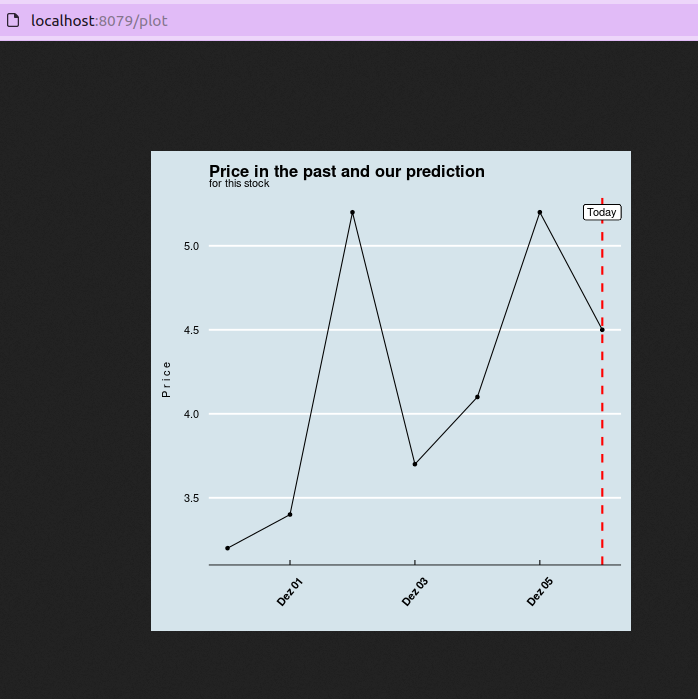 localhost:8079/plot
Price in the past and our prediction
for this stock
Today
5.0
4.5
4.0
3.5
Price
Dez 01
Dez 03
Dez 05